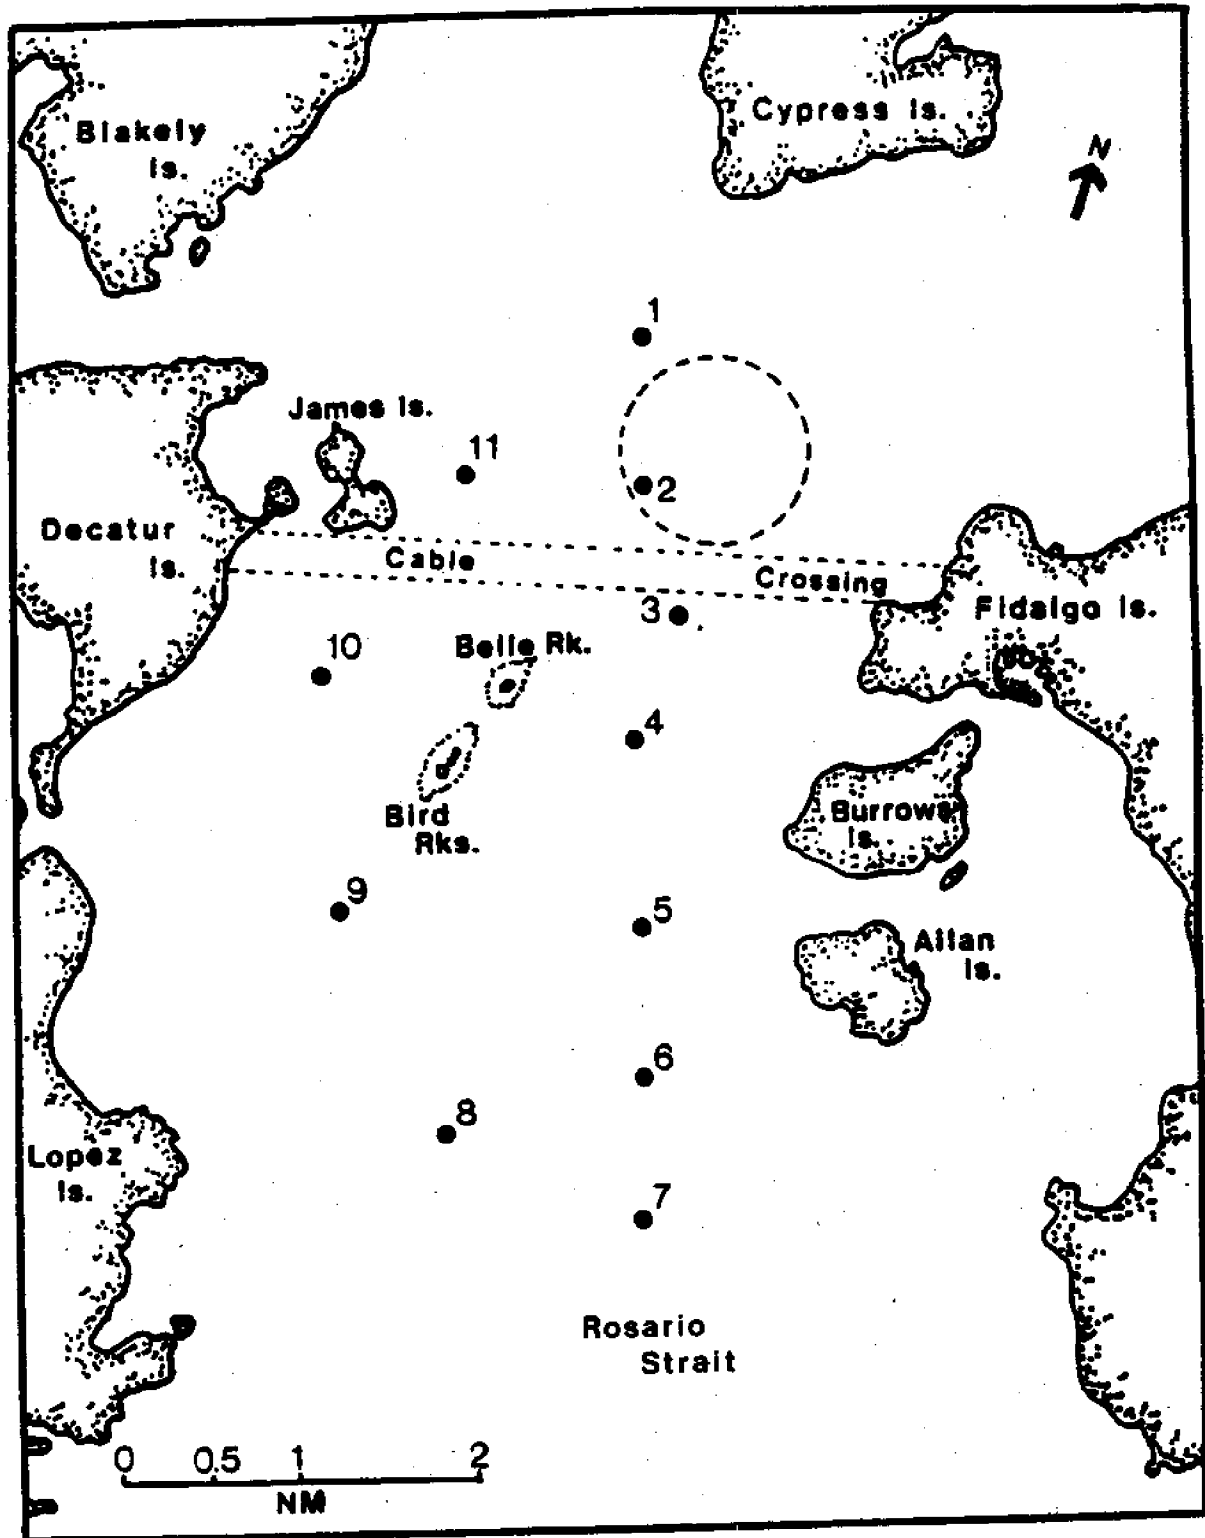 Blakely
Is.
Cypress Is.
N
1
James Is.
11
2
Decatur
Is.
Cable
Crossing
3
Fidalgo Is.
10
Belle Rk.
4
Bird
Rks.
Burrows
Is.
9
5
Allan
Is.
6
8
Lopez
Is.
7
Rosario
Strait
0 0.5 1 2
NM